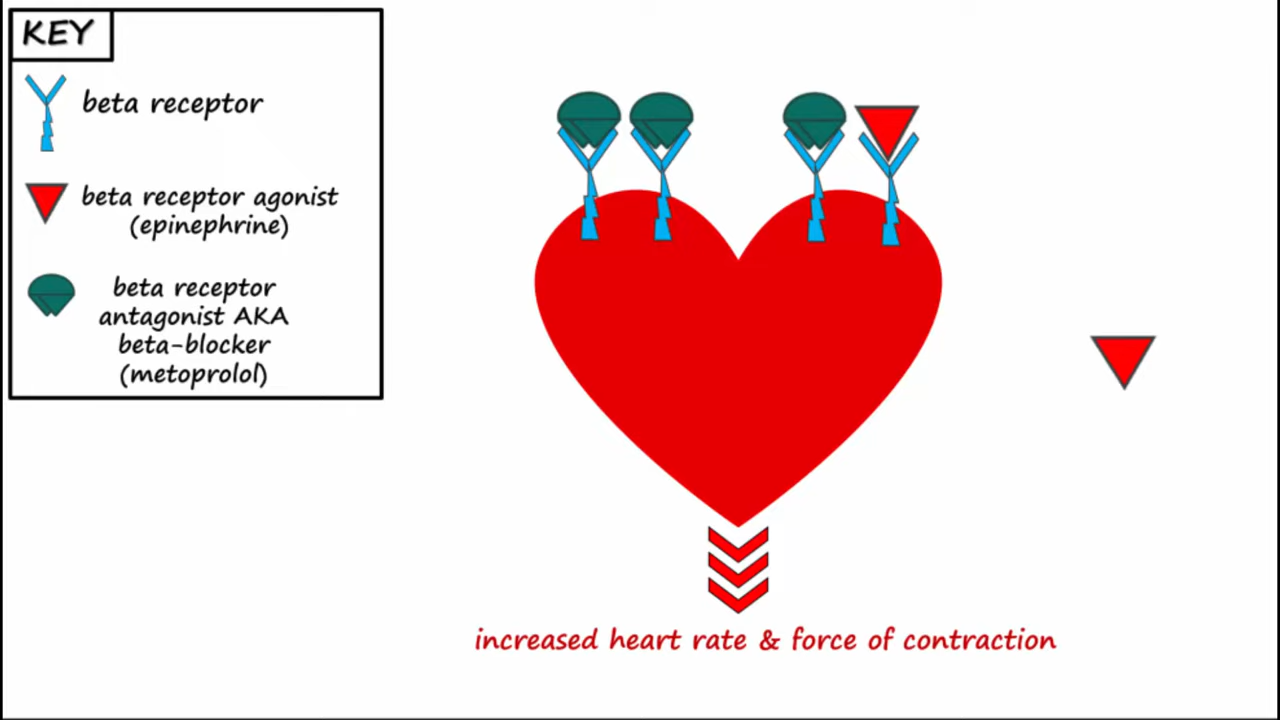 KEY
beta receptor
beta receptor agonist
(epinephrine)
beta receptor
antagonist AKA
beta-blocker
(metoprolol)
increased heart rate & force of contraction